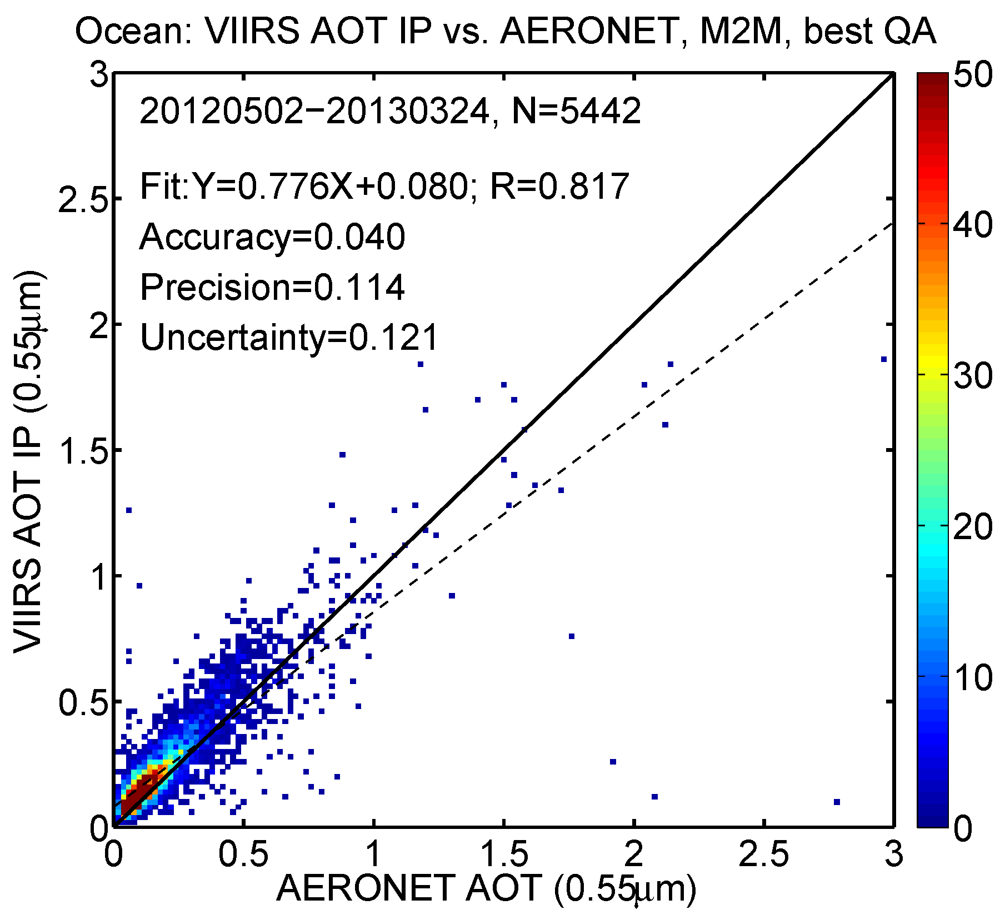 Ocean: VIIRS AOT IP vs. AERONET, M2M, best QA
20120502−20130324, N=5442
Fit:Y=0.776X+0.080; R=0.817
Accuracy=0.040
Precision=0.114
Uncertainty=0.121
VIIRS AOT IP (0.55μm)
3
2.5
2
1.5
1
0.5
0
0 0.5 1 1.5 2 2.5 3
AERONET AOT (0.55μm)
50
40
30
20
10
0